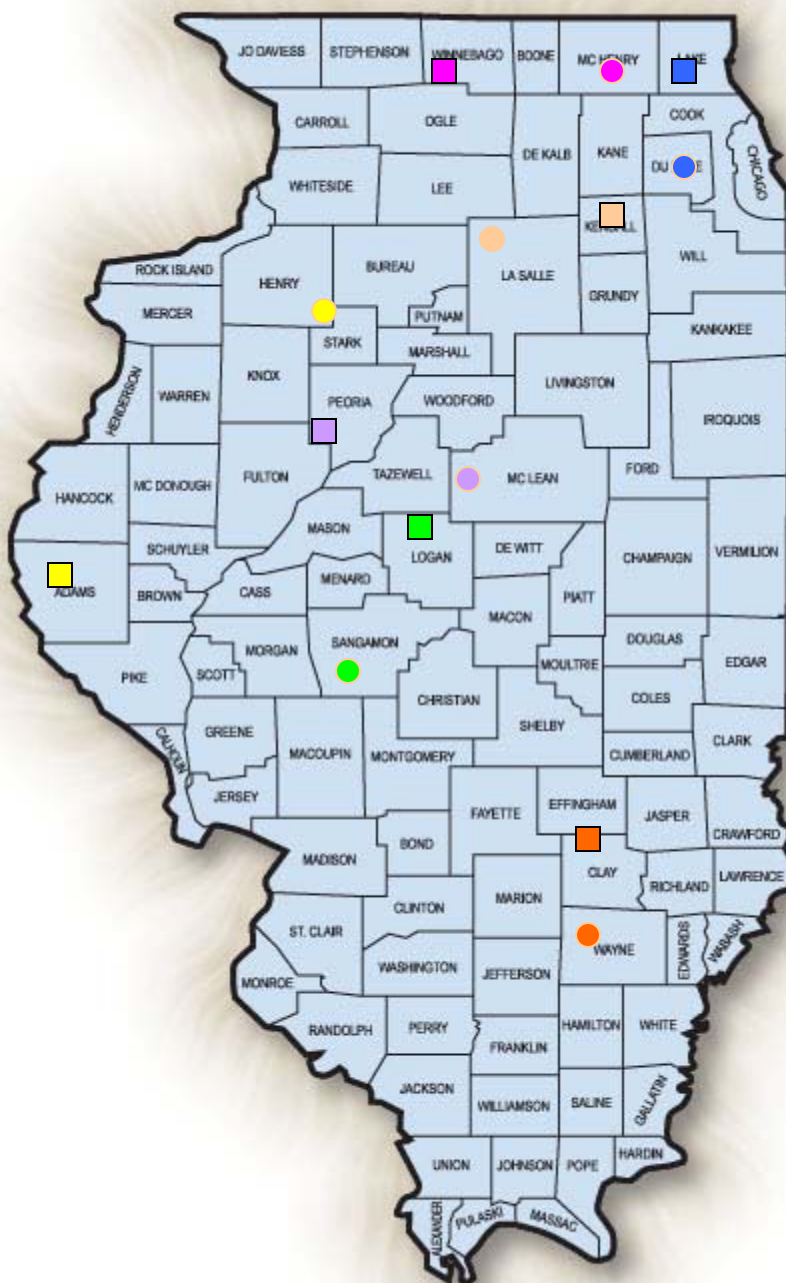 JO DAVIESS
STEPHENSON
WINNEBAGO
BOONE
MC HENRY
LAKE
CARROLL
OGLE
DE KALB
KANE
COOK
CHICAGO
WHITESIDE
LEE
DU E
KENDALL
ROCK ISLAND
HENRY
BUREAU
LA SALLE
WILL
MERCER
PUTNAM
GRUNDY
KANKAKEE
STARK
MARSHALL
HENDERSON
WARREN
KNOX
PEORIA
WOODFORD
LIVINGSTON
IROQUOIS
HANCOCK
MC DONOUGH
FULTON
TAZEWELL
MC LEAN
FORD
MASON
LOGAN
DE WITT
CHAMPAIGN
VERMILION
SCHUYLER
ADAMS
BROWN
CASS
MENARD
MACON
PIATT
PIKE
SCOTT
MORGAN
SANGAMON
CHRISTIAN
MOULTRIE
DOUGLAS
EDGAR
COLES
CALHOUN
GREENE
MACOUPIN
MONTGOMERY
SHELBY
CUMBERLAND
CLARK
JERSEY
FAYETTE
EFFINGHAM
JASPER
CRAWFORD
MADISON
BOND
CLAY
RICHLAND
LAWRENCE
ST. CLAIR
CLINTON
MARION
WAYNE
EDWARDS
WABASH
MONROE
WASHINGTON
JEFFERSON
RANDOLPH
PERRY
FRANKLIN
HAMILTON
WHITE
JACKSON
WILLIAMSON
SALINE
GALLATIN
UNION
JOHNSON
POPE
HARDIN
ALEXANDER
PULASKI
MASSAC